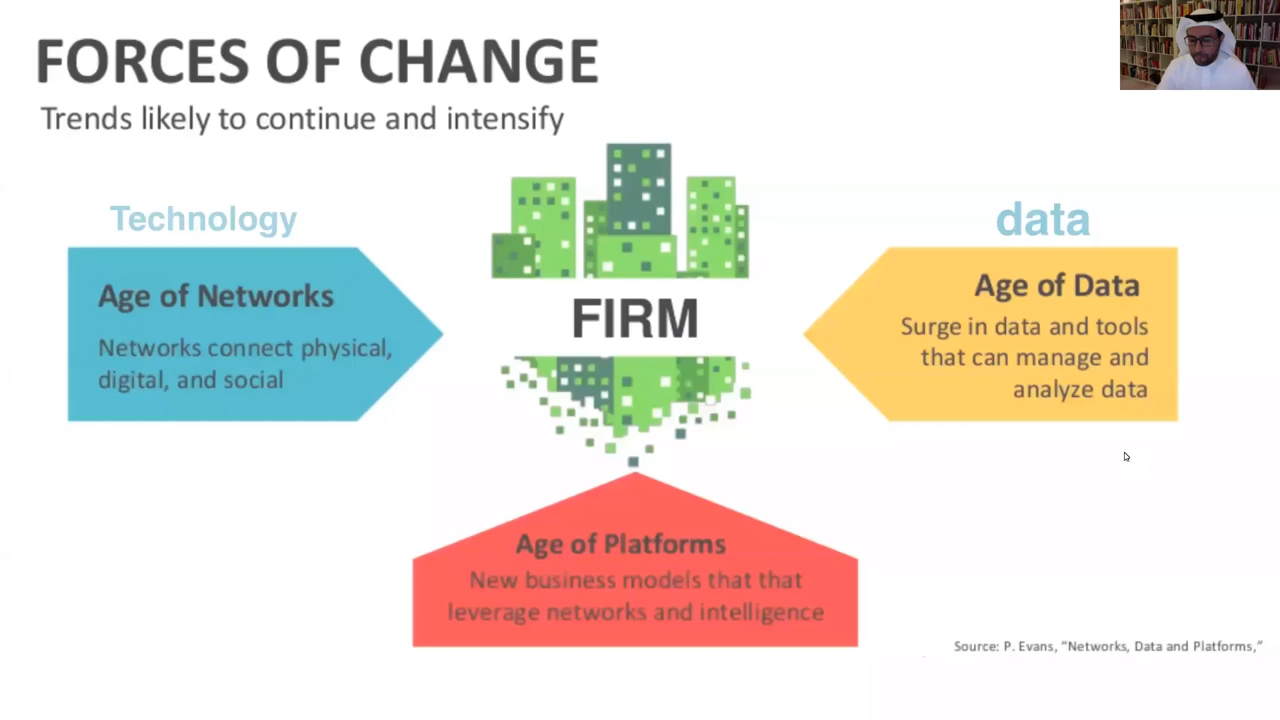 FORCES OF CHANGE
Trends likely to continue and intensify
Technology
data
Age of Networks
Networks connect physical,
digital, and social
FIRM
Age of Data
Surge in data and tools
that can manage and
analyze data
Age of Platforms
New business models that that
leverage networks and intelligence
Source: P. Evans, “Networks, Data and Platforms,”